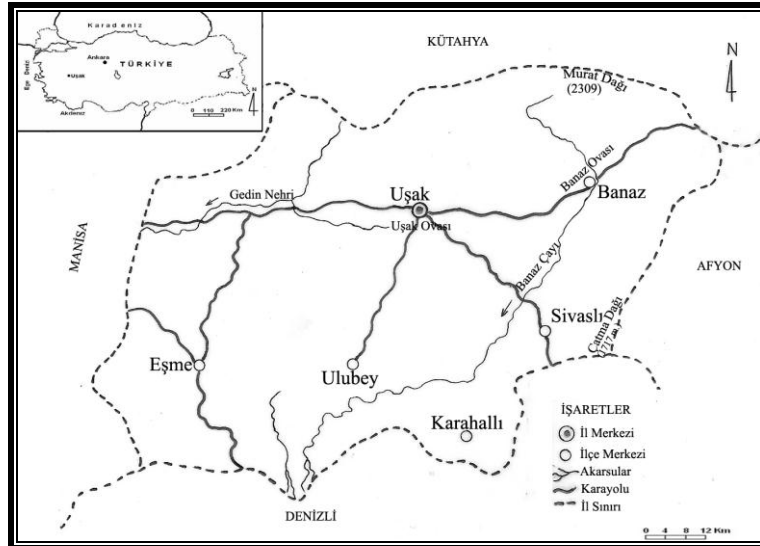 Karadeniz
Ankara
TÜRKİYE
Ege Deniz
Uşak
Akdeniz
N
0 110 220 Km
KÜTAHYA
N
Murat Dağı
(2309)
Banaz Ovası
Banaz
Gedin Nehri
Uşak
Uşak Ovası
MANİSA
AFYON
Banaz Çayı
Sivaslı
Çatma Dağı
(1717 m.)
Eşme
Ulubey
Karahallı
İŞARETLER
İl Merkezi
İlçe Merkezi
Akarsular
Karayolu
İl Sınırı
DENİZLİ
0 4 8 12 Km